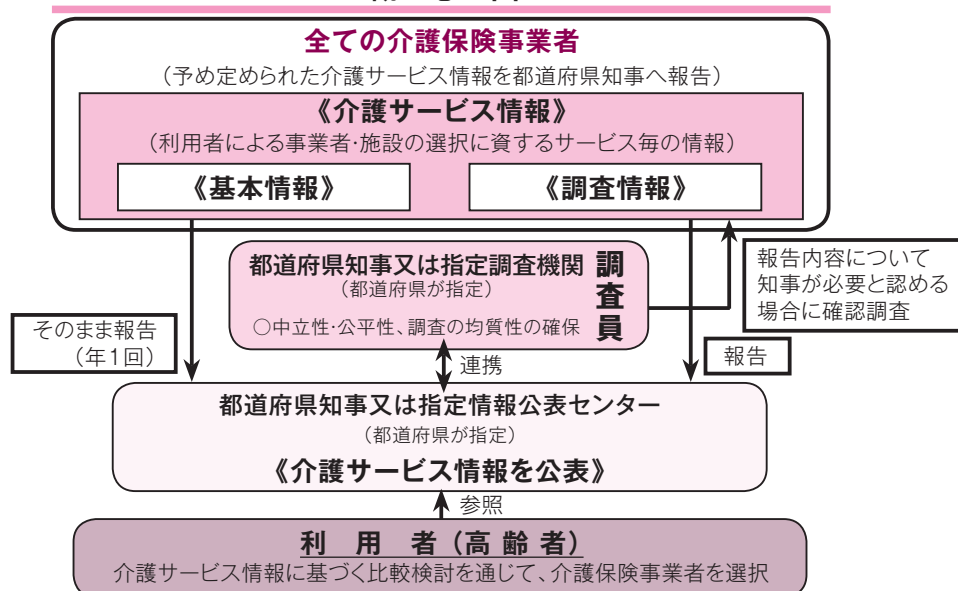 全ての介護保険事業者
（予め定められた介護サービス情報を都道府県知事へ報告）
《介護サービス情報》
（利用者による事業者・施設の選択に資するサービス毎の情報）
《基本情報》
《調査情報》
都道府県知事又は指定調査機関
（都道府県が指定）
○中立性・公平性、調査の均質性の確保
調査員
報告内容について
知事が必要と認める
場合に確認調査
そのまま報告
（年1回）
連携
報告
都道府県知事又は指定情報公表センター
（都道府県が指定）
《介護サービス情報を公表》
参照
利用者（高齢者）
介護サービス情報に基づく比較検討を通じて、介護保険事業者を選択